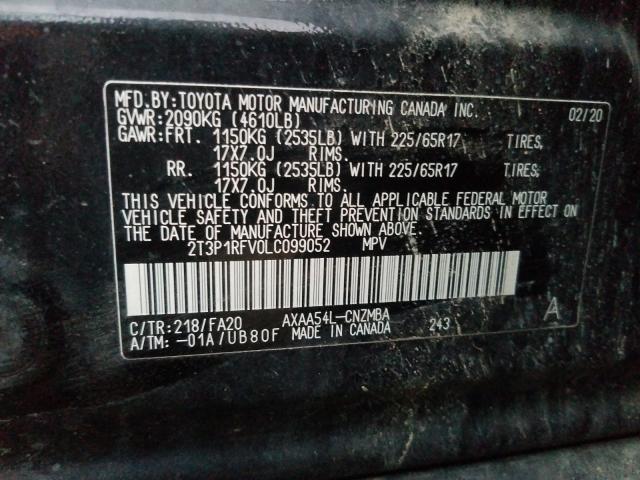 MFD.BY:TOYOTA MOTOR MANUFACTURING CANADA INC. 02/20
GVWR:2090KG (4610LB)
GAWR:FRT. 1150KG (2535LB) WITH 225/65R17 TIRES,
17X7.0J RIMS.
RR. 1150KG (2535LB) WITH 225/65R17 TIRES,
17X7.0J RIMS.
THIS VEHICLE CONFORMS TO ALL APPLICABLE FEDERAL MOTOR
VEHICLE SAFETY AND THEFT PREVENTION STANDARDS IN EFFECT ON
THE DATE OF MANUFACTURE SHOWN ABOVE.
2T3P1RFV0LC099052 MPV
C/TR:218/FA20 AXAA54L-CNZMBA 243 A
A/TM: -01A/UB80F MADE IN CANADA